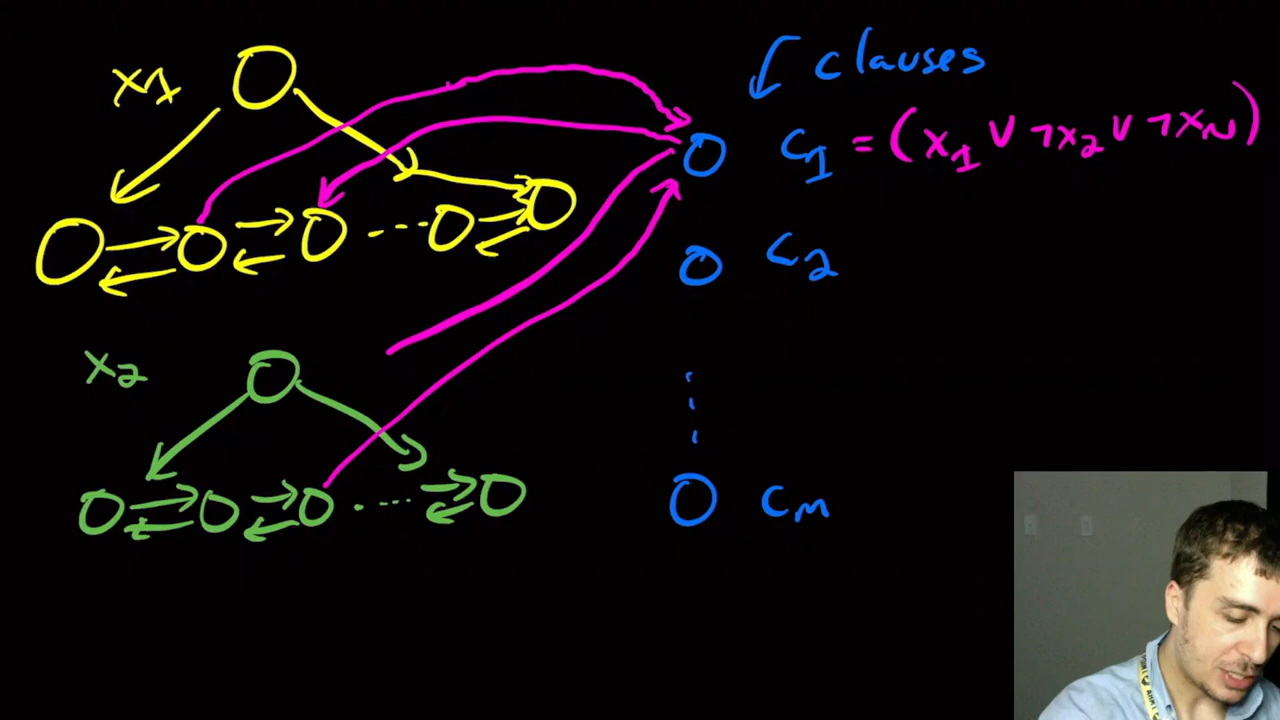 x1
clauses
C1 = (x1 ∨ ¬x2 ∨ ¬xN)
C2
x2
CM